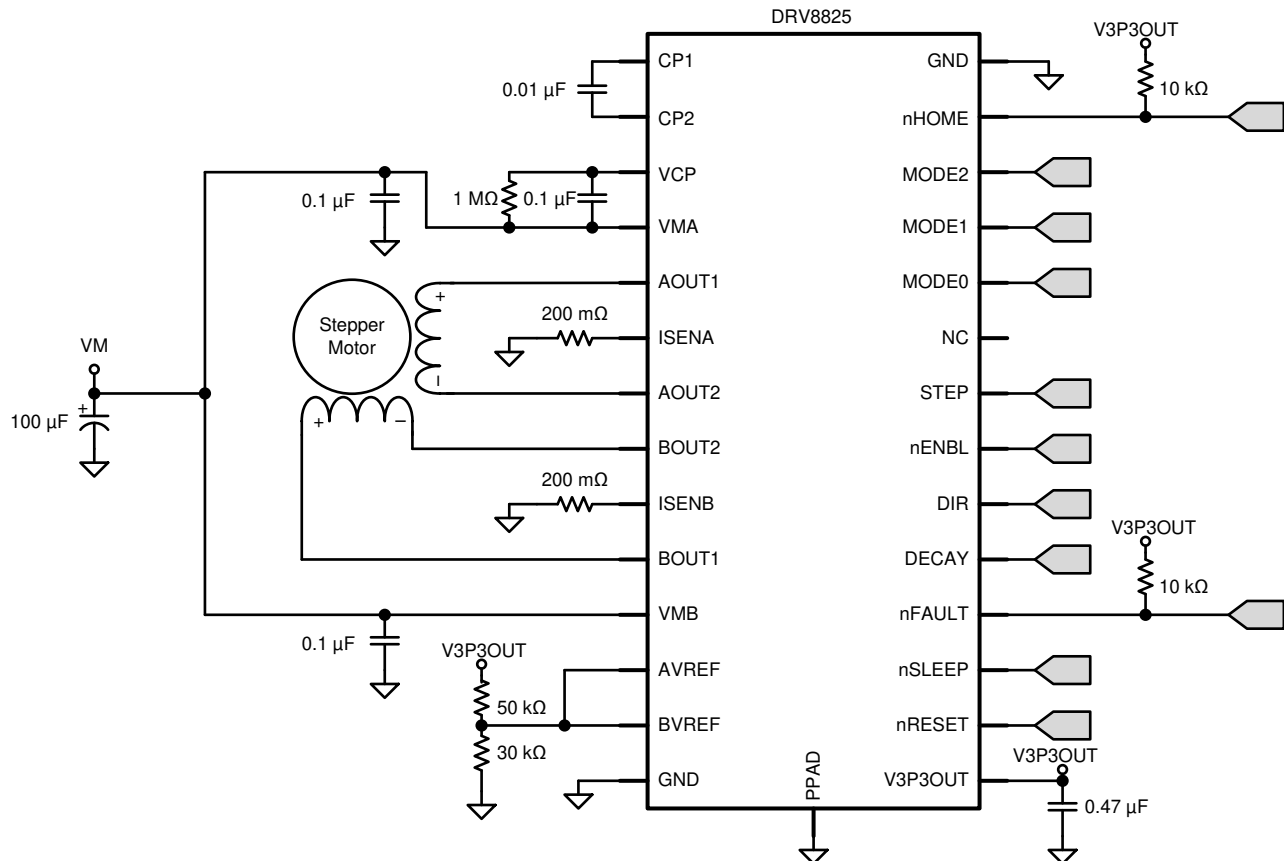 DRV8825
CP1
CP2
VCP
VMA
AOUT1
ISENA
AOUT2
BOUT2
ISENB
BOUT1
VMB
AVREF
BVREF
GND
PPAD
GND
nHOME
MODE2
MODE1
MODE0
NC
STEP
nENBL
DIR
DECAY
nFAULT
nSLEEP
nRESET
V3P3OUT
0.01 µF
0.1 µF
1 MΩ
0.1 µF
+
−
Stepper
Motor
+
−
200 mΩ
200 mΩ
VM
+
100 µF
0.1 µF
V3P3OUT
50 kΩ
30 kΩ
V3P3OUT
10 kΩ
V3P3OUT
10 kΩ
V3P3OUT
0.47 µF